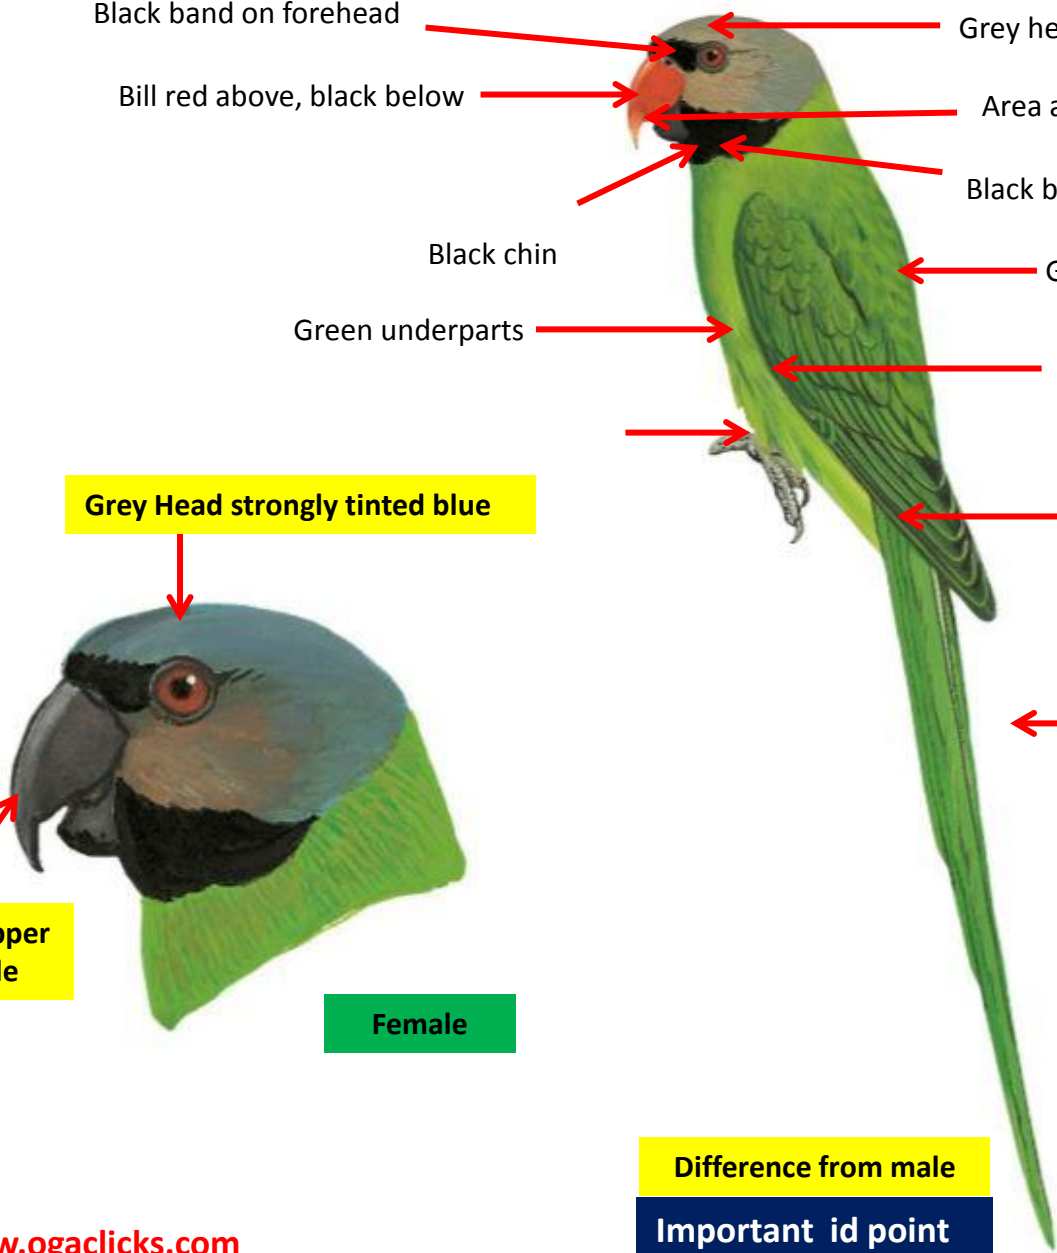 Black band on forehead
Grey he
Bill red above, black below
Area a
Black b
Black chin
G
Green underparts
Grey Head strongly tinted blue
pper
le
Female
Difference from male
Important id point
w.ogaclicks.com